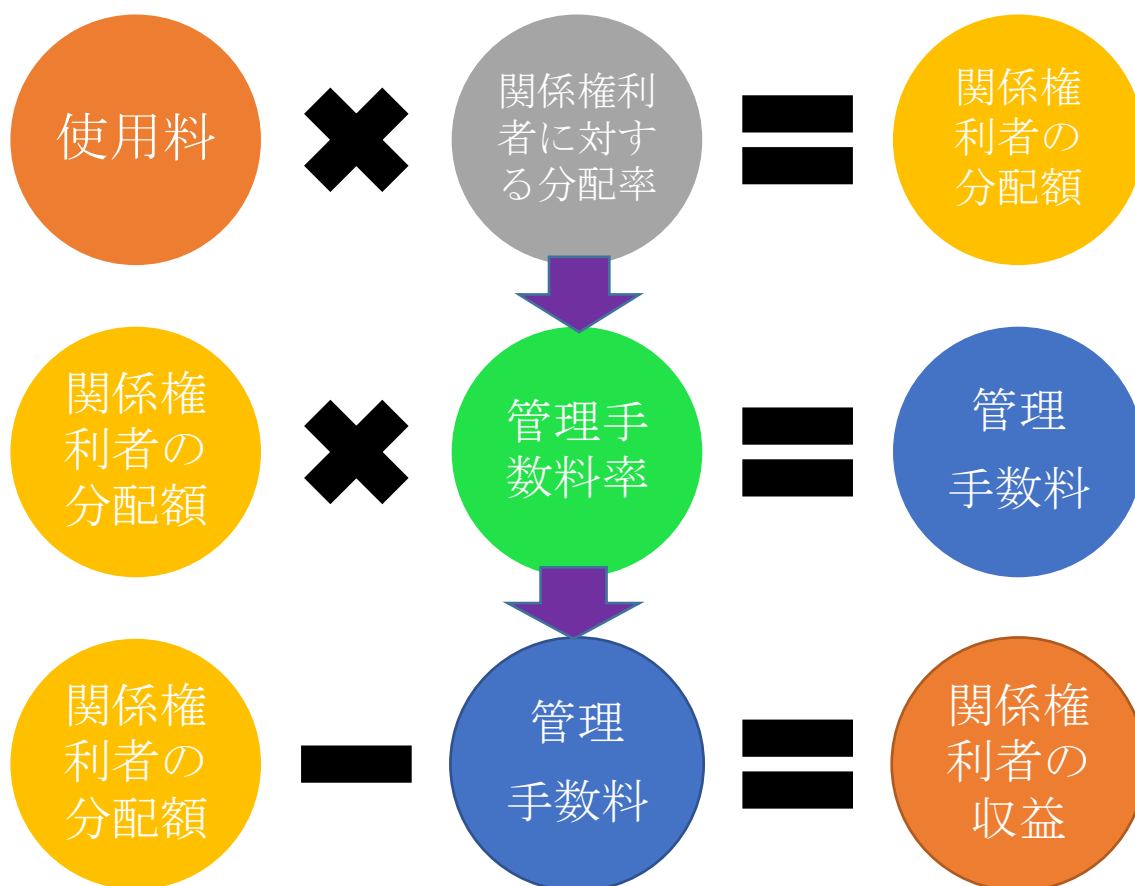 使用料
関係権利
者に対す
る分配率
関係権
利者の
分配額
関係権
利者の
分配額
管理手
数料率
管理
手数料
関係権
利者の
分配額
管理
手数料
関係権
利者の
収益